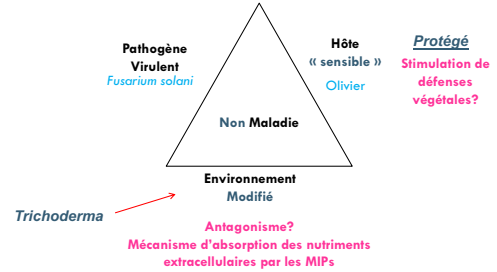 Pathogène
Virulent
Fusarium solani
Hôte
« sensible »
Olivier
Protégé
Stimulation de
défenses
végétales?
Non Maladie
Environnement
Modifié
Trichoderma
Antagonisme?
Mécanisme d'absorption des nutriments
extracellulaires par les MIPs